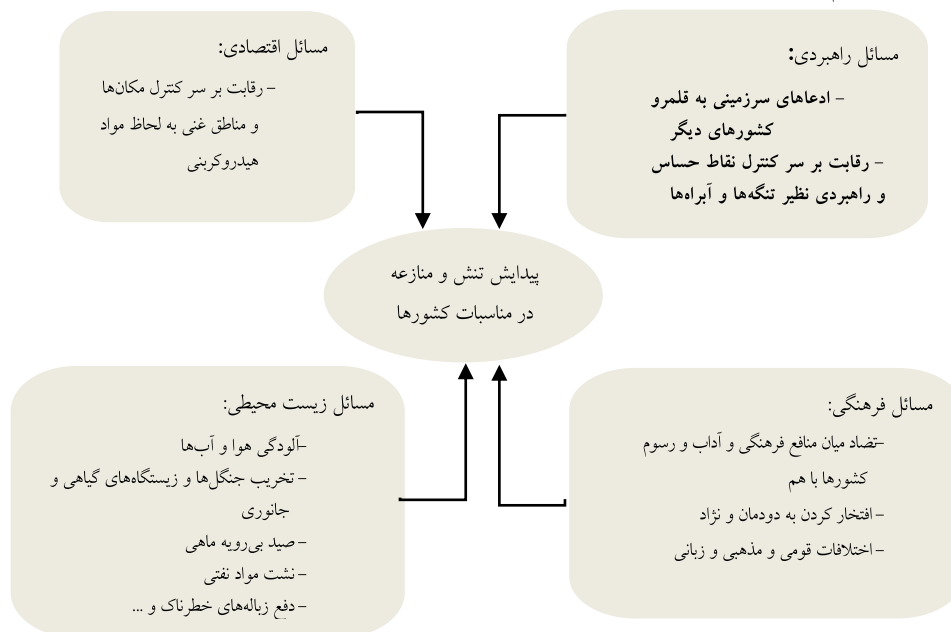 مسائل راهبردی:
- ادعاهای سرزمینی به قلمرو
کشورهای دیگر
- رقابت بر سر کنترل نقاط حساس
و راهبردی نظیر تنگه‌ها و آبراه‌ها
مسائل اقتصادی:
- رقابت بر سر کنترل مکان‌ها
و مناطق غنی به لحاظ مواد
هیدروکربنی
پیدایش تنش و منازعه
در مناسبات کشورها
مسائل فرهنگی:
-تضاد میان منافع فرهنگی و آداب و رسوم
کشورها با هم
- افتخار کردن به دودمان و نژاد
- اختلافات قومی و مذهبی و زبانی
مسائل زیست محیطی:
-آلودگی هوا و آب‌ها
- تخریب جنگل‌ها و زیستگاه‌های گیاهی و
جانوری
- صید بی‌رویه ماهی
- نشت مواد نفتی
- دفع زباله‌های خطرناک و ...